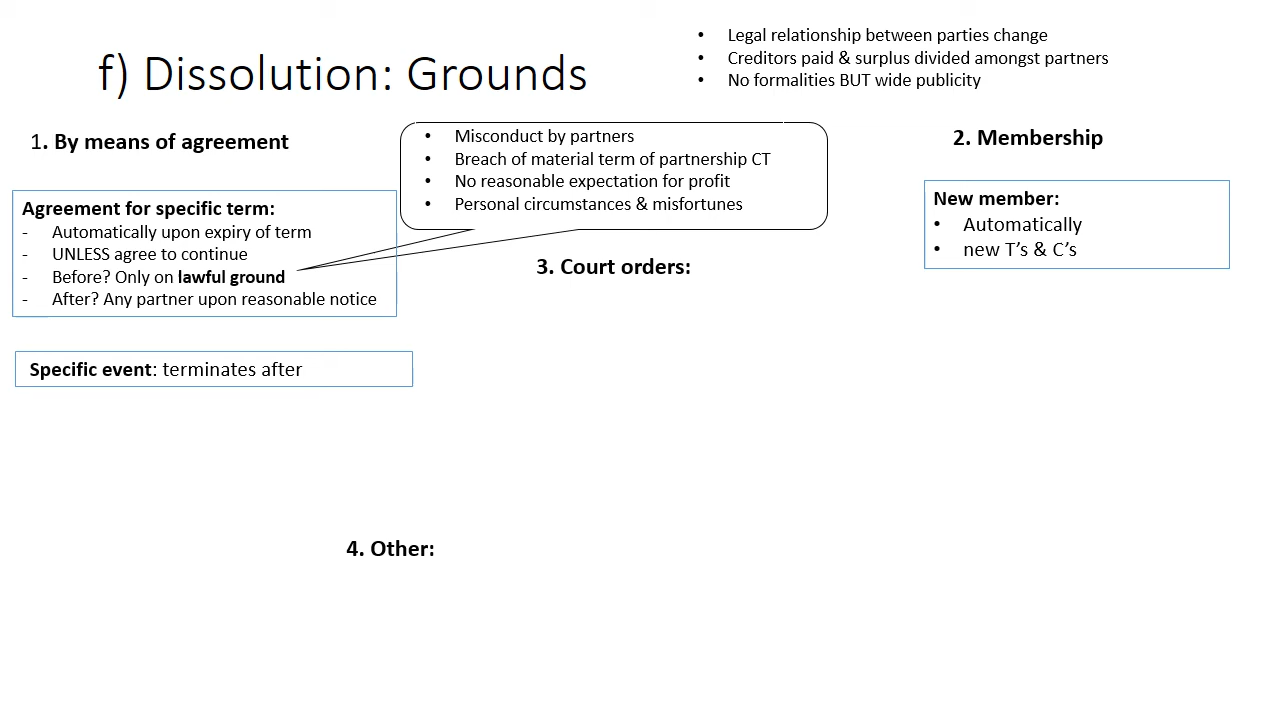 f) Dissolution: Grounds
• Legal relationship between parties change
• Creditors paid & surplus divided amongst partners
• No formalities BUT wide publicity
1. By means of agreement
Agreement for specific term:
- Automatically upon expiry of term
- UNLESS agree to continue
- Before? Only on lawful ground
- After? Any partner upon reasonable notice
Specific event: terminates after
• Misconduct by partners
• Breach of material term of partnership CT
• No reasonable expectation for profit
• Personal circumstances & misfortunes
2. Membership
New member:
• Automatically
• new T’s & C’s
3. Court orders:
4. Other: